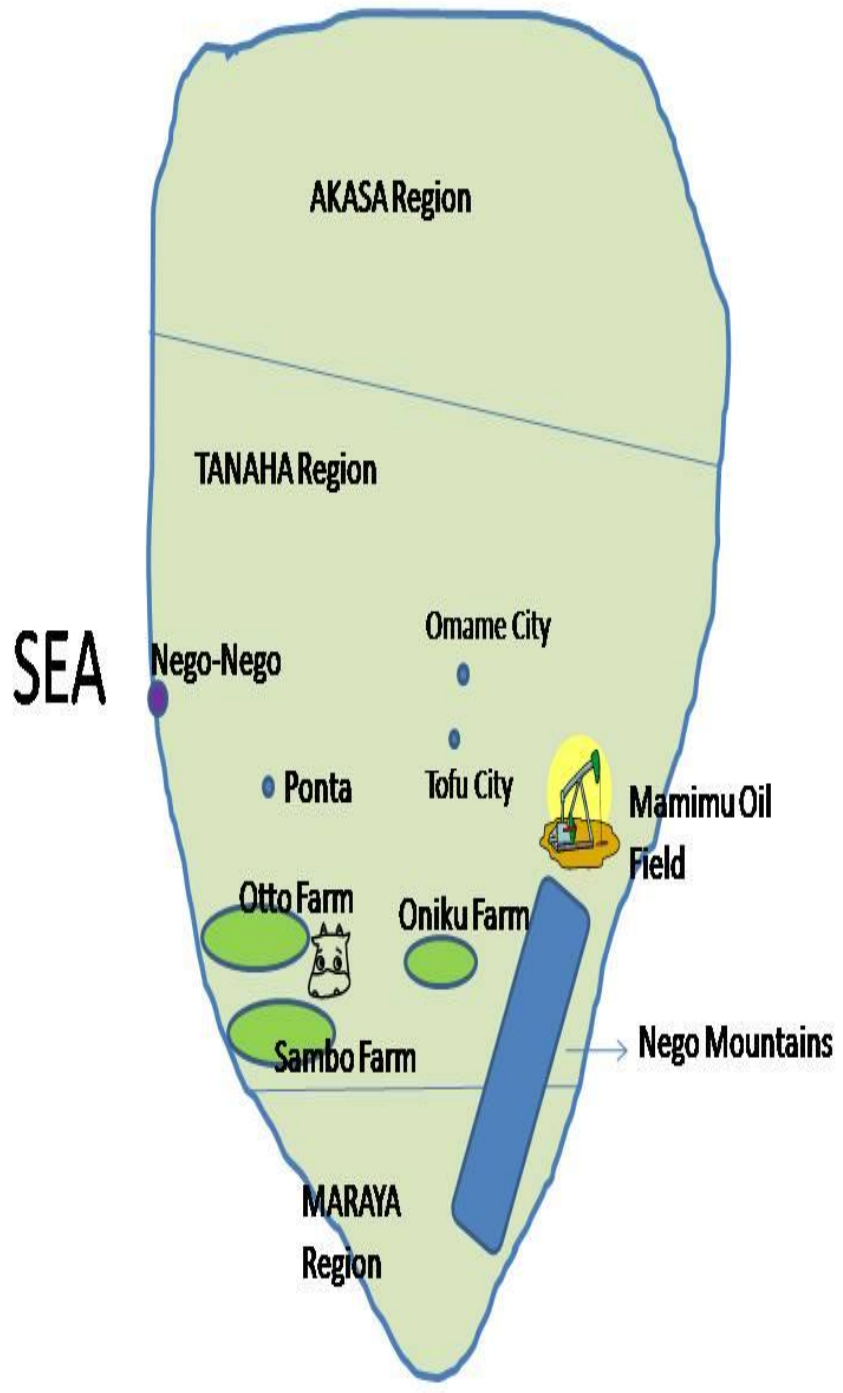 AKASA Region
TANAHA Region
Omame City
SEA
Nego-Nego
Ponta
Tofu City
Mamimu Oil
Field
Otto Farm
Oniku Farm
Nego Mountains
Sambo Farm
MARAYA
Region